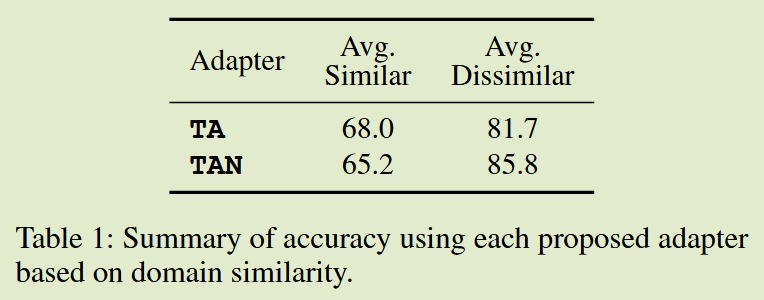 Adapter Avg. Similar Avg. Dissimilar
TA 68.0 81.7
TAN 65.2 85.8
Table 1: Summary of accuracy using each proposed adapter
based on domain similarity.